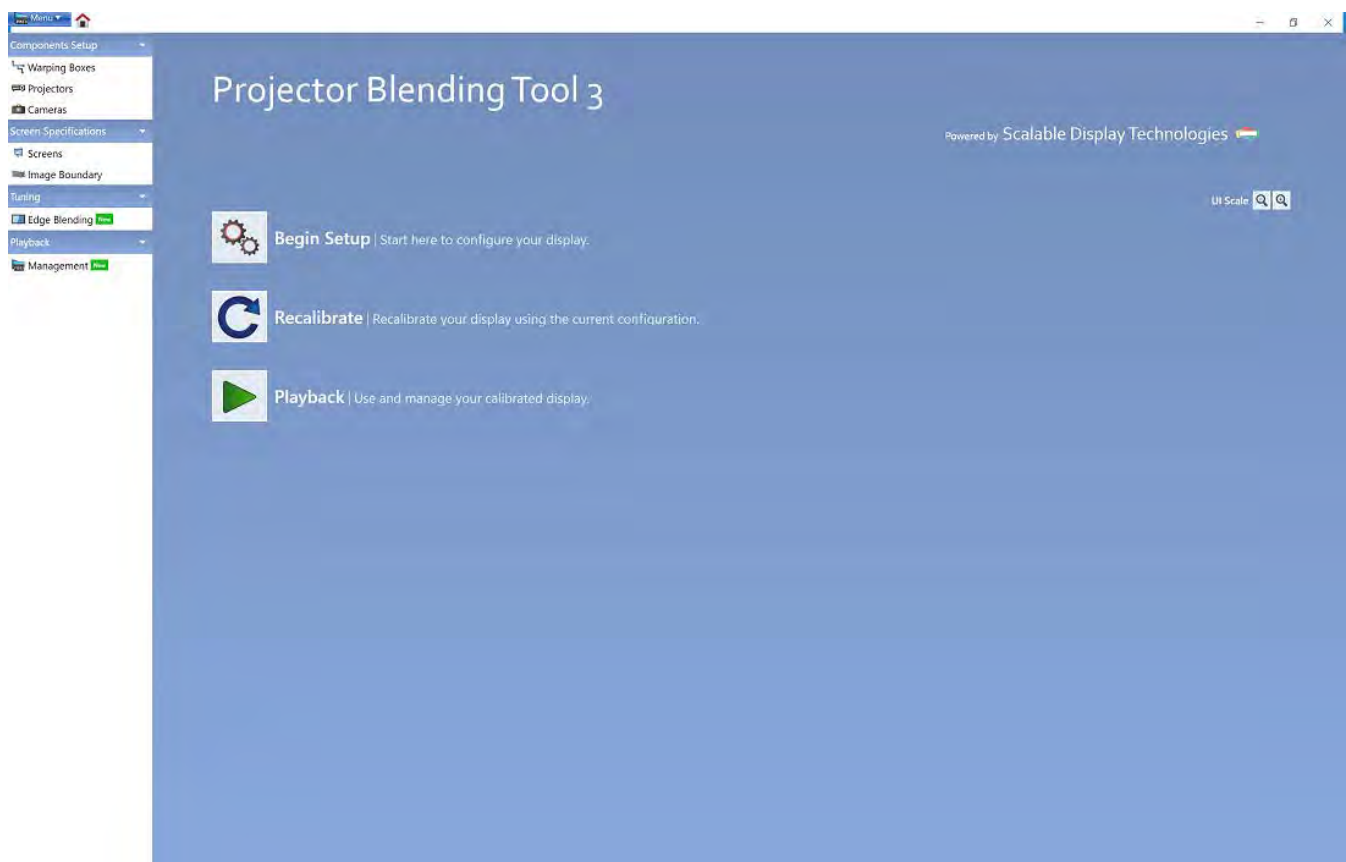 Menu
Components Setup
Warping Boxes
Projectors
Cameras
Screen Specifications
Screens
Image Boundary
Tuning
Edge Blending New
Playback
Management New
Projector Blending Tool 3
Powered by Scalable Display Technologies
UI Scale
Begin Setup | Start here to configure your display.
Recalibrate | Recalibrate your display using the current configuration.
Playback | Use and manage your calibrated display.